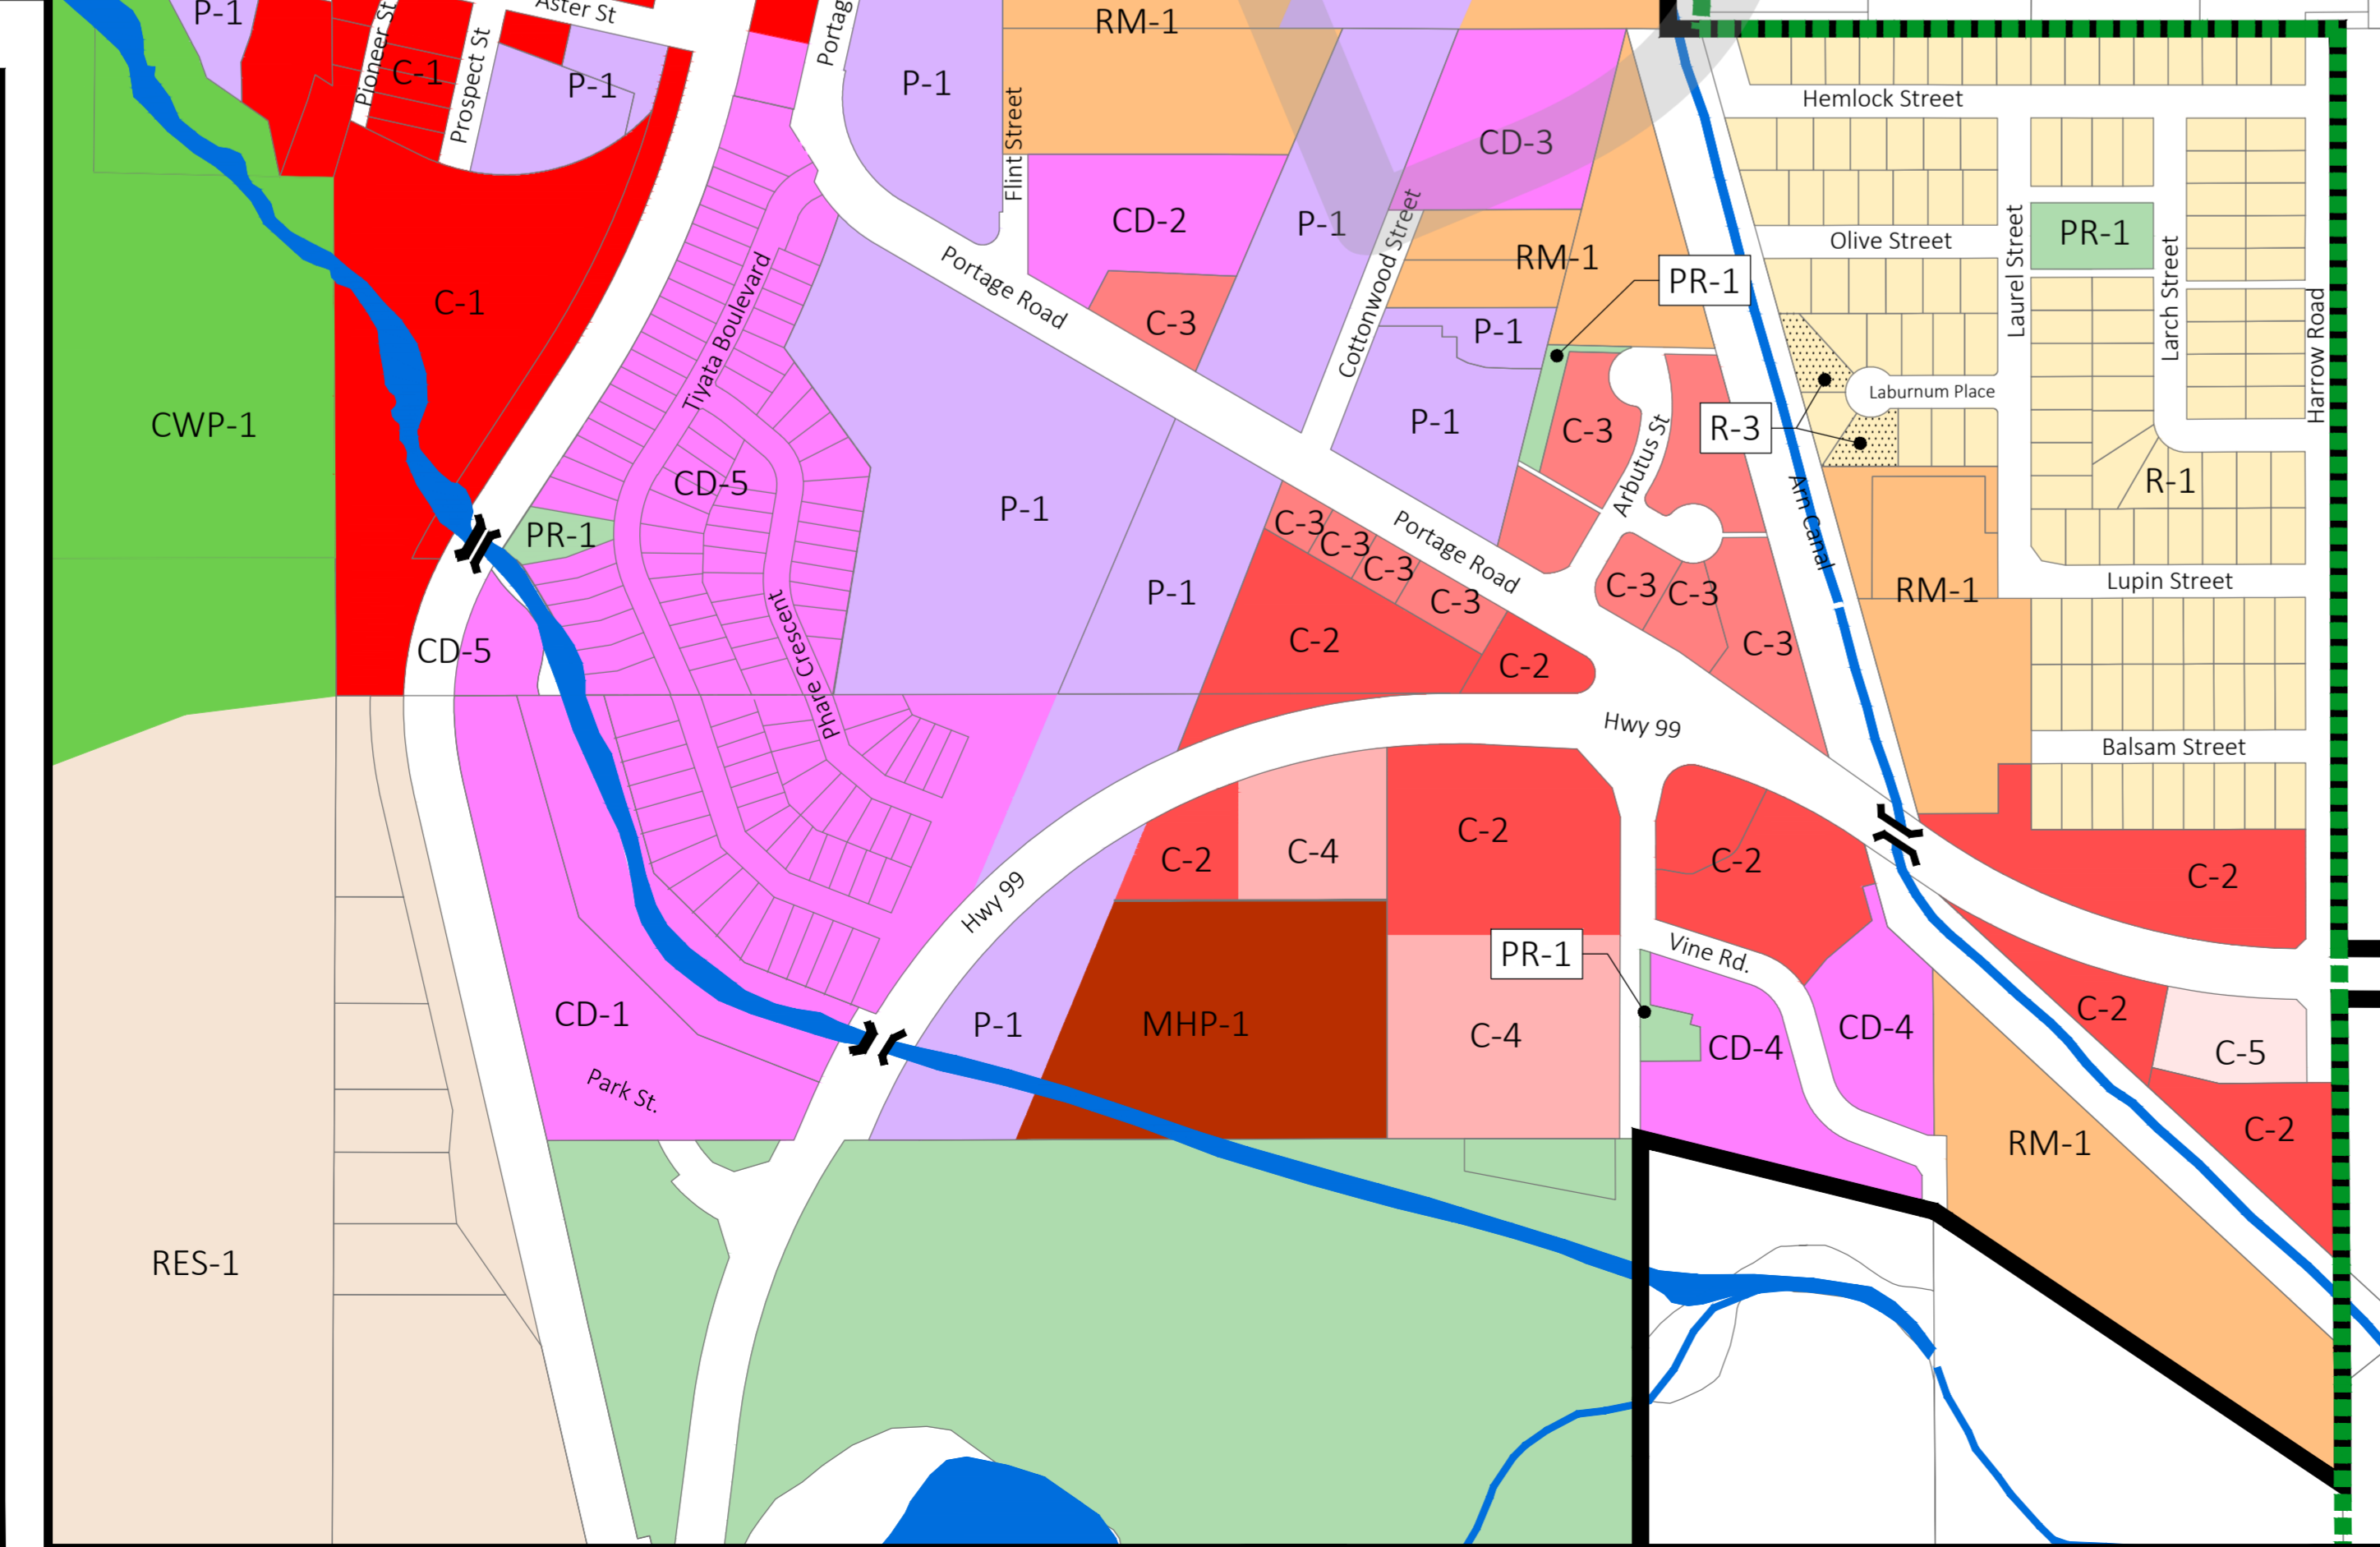 P-1
Pioneer St
C-1
Prospect St
Aster St
P-1
Portag
P-1
RM-1
Flint Street
CD-3
Hemlock Street
CD-2
P-1
Cottonwood Street
RM-1
PR-1
Olive Street
Laurel Street
PR-1
Larch Street
Harrow Road
C-1
Tiyata Boulevard
Portage Road
C-3
P-1
CWP-1
P-1
C-3
Arbutus St
R-3
Laburnum Place
CD-5
P-1
R-1
PR-1
C-3
C-3
C-3
C-3
Portage Road
Arn Canal
P-1
C-3
C-3
RM-1
Lupin Street
CD-5
Phare Crescent
C-2
C-2
C-3
Hwy 99
Balsam Street
C-2
C-4
C-2
C-2
C-2
Hwy 99
PR-1
Vine Rd.
CD-1
P-1
MHP-1
C-4
CD-4
CD-4
C-2
C-5
Park St.
C-2
RM-1
RES-1